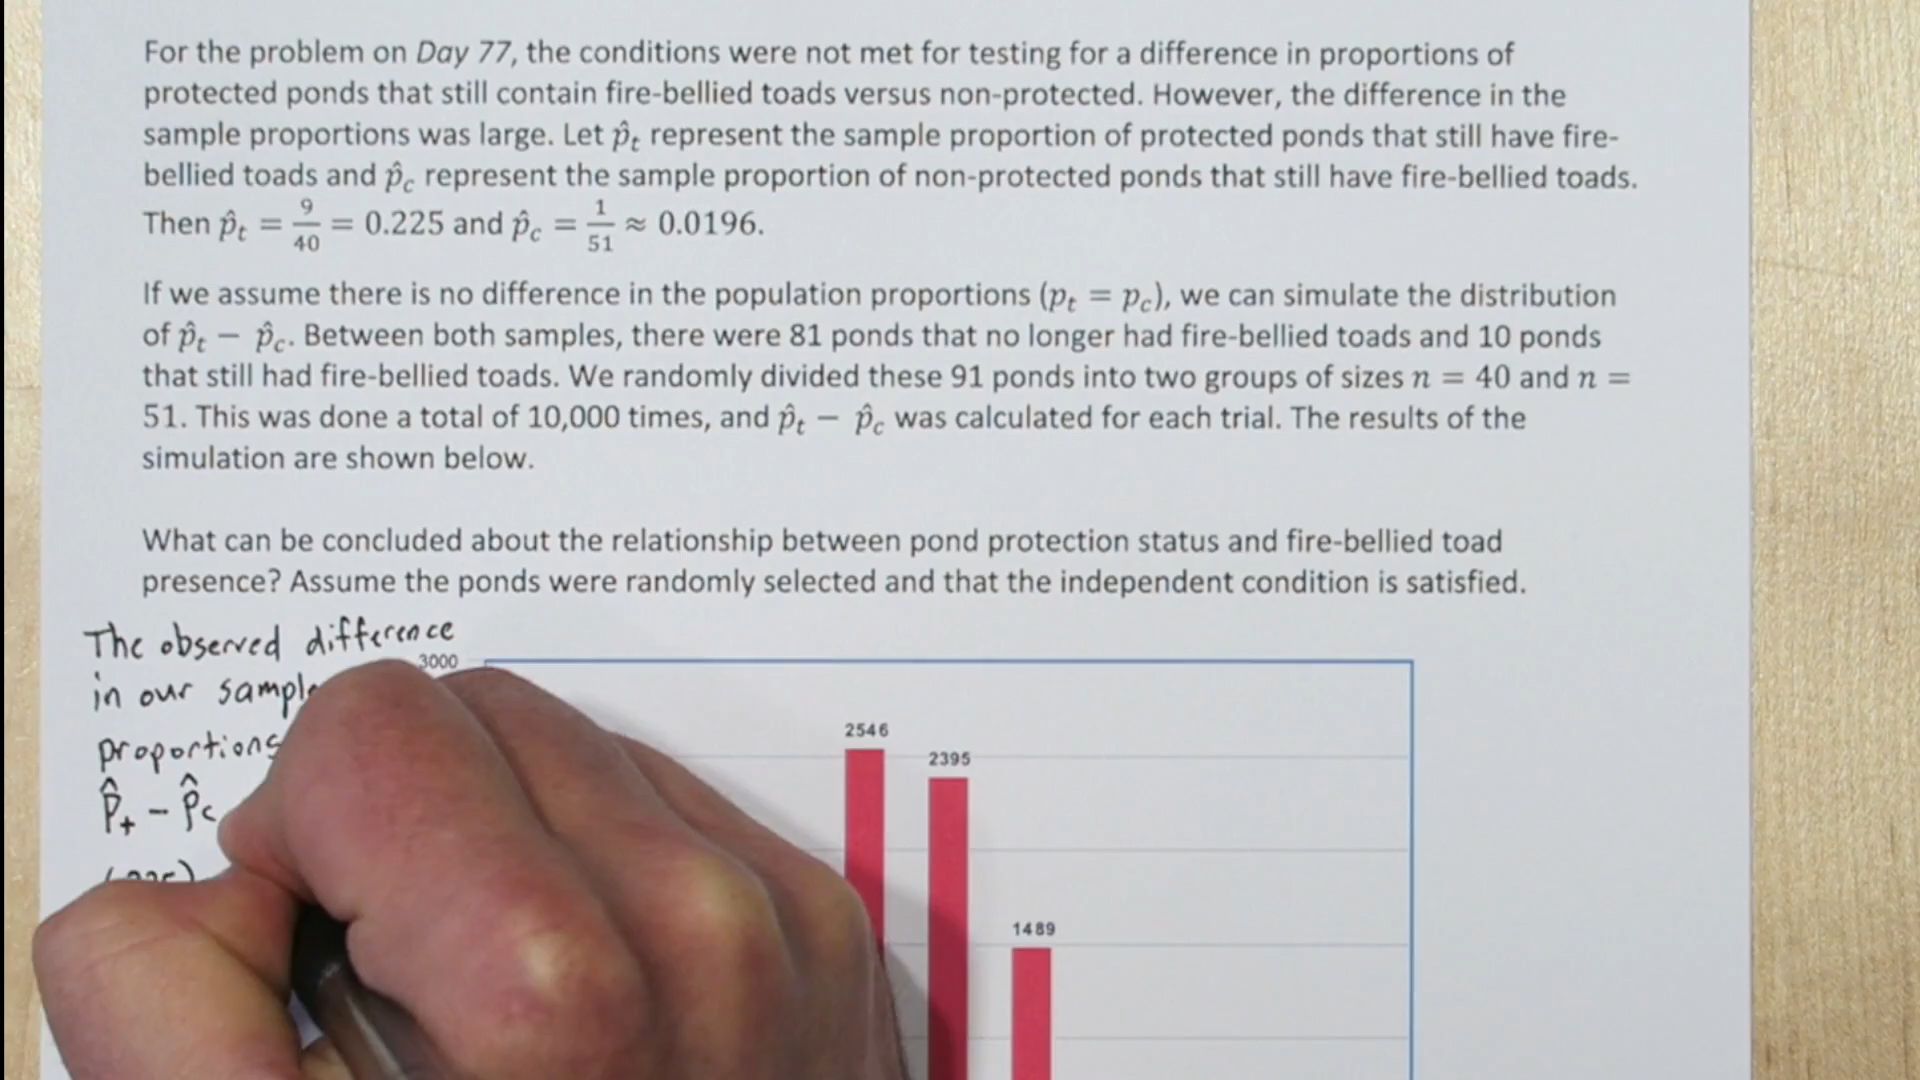 For the problem on Day 77, the conditions were not met for testing for a difference in proportions of
protected ponds that still contain fire-bellied toads versus non-protected. However, the difference in the
sample proportions was large. Let p̂ₜ represent the sample proportion of protected ponds that still have fire-
bellied toads and p̂_c represent the sample proportion of non-protected ponds that still have fire-bellied toads.
Then p̂ₜ = 9/40 = 0.225 and p̂_c = 1/51 ≈ 0.0196.
If we assume there is no difference in the population proportions (pₜ = p_c), we can simulate the distribution
of p̂ₜ − p̂_c. Between both samples, there were 81 ponds that no longer had fire-bellied toads and 10 ponds
that still had fire-bellied toads. We randomly divided these 91 ponds into two groups of sizes n = 40 and n =
51. This was done a total of 10,000 times, and p̂ₜ − p̂_c was calculated for each trial. The results of the
simulation are shown below.
What can be concluded about the relationship between pond protection status and fire-bellied toad
presence? Assume the ponds were randomly selected and that the independent condition is satisfied.
The observed difference
in our sample
proportions
p̂ₜ − p̂_c
3000
2546
2395
1489